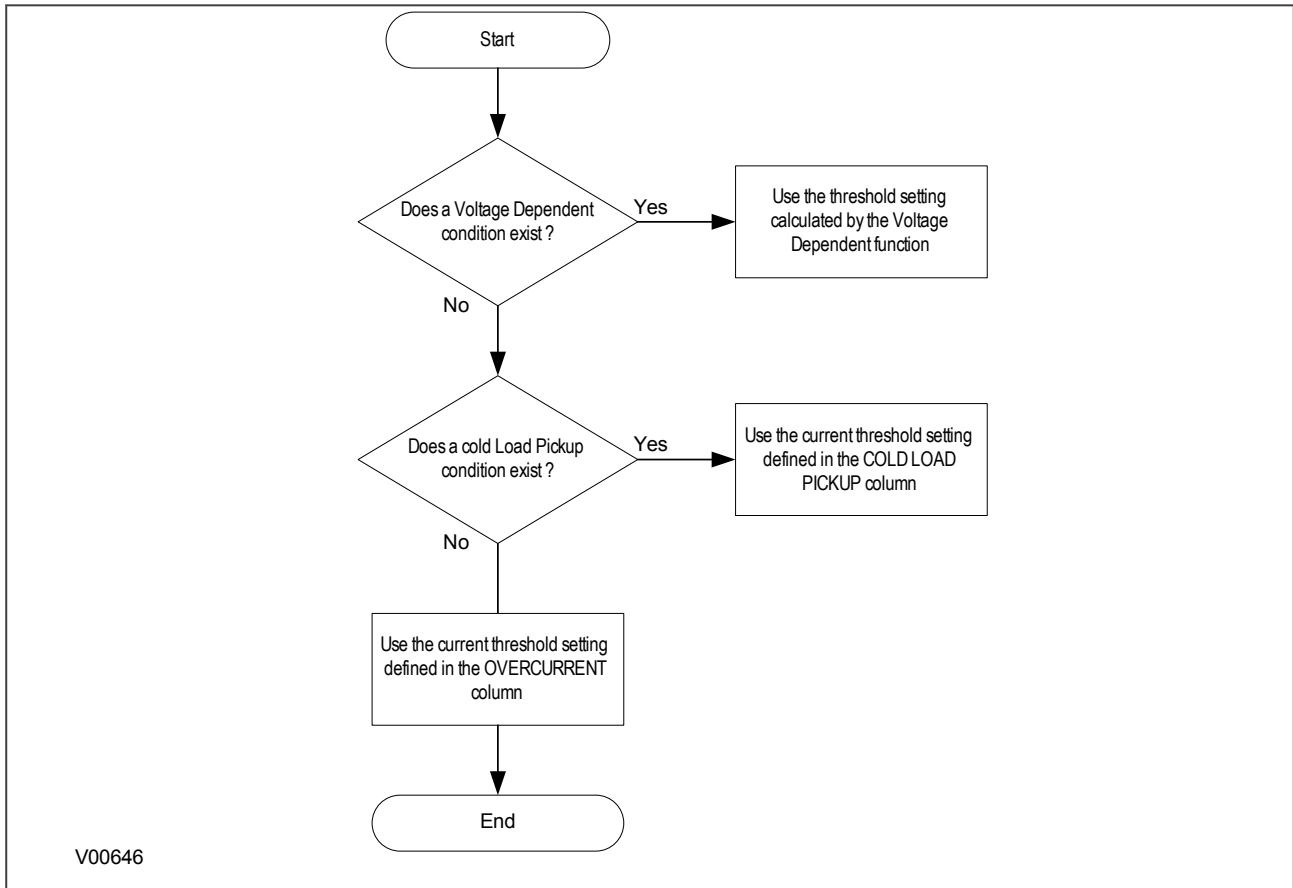 Start
Does a Voltage Dependent
condition exist ?
Yes
Use the threshold setting
calculated by the Voltage
Dependent function
No
Does a cold Load Pickup
condition exist ?
Yes
Use the current threshold setting
defined in the COLD LOAD
PICKUP column
No
Use the current threshold setting
defined in the OVERCURRENT
column
End
V00646